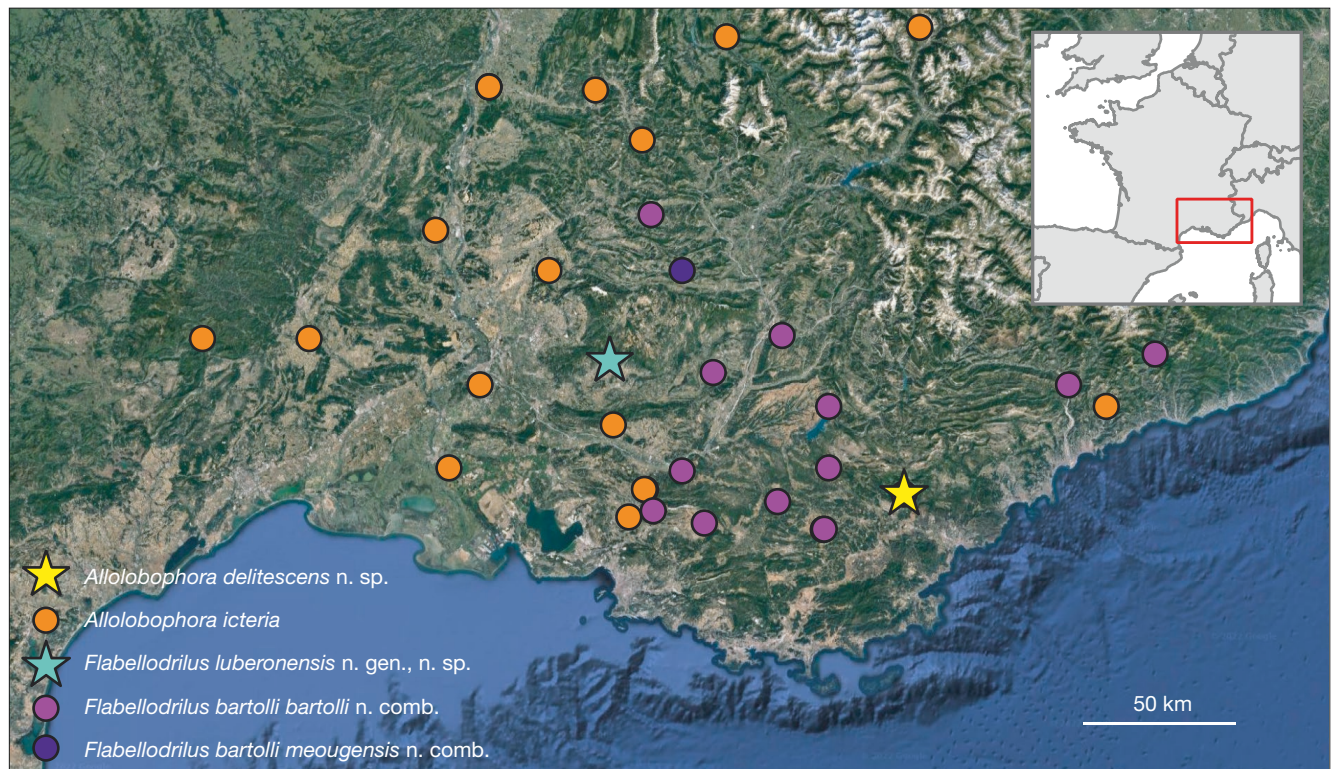 Allolobophora delitescens n. sp.
Allolobophora icteria
Flabellodrilus luberonensis n. gen., n. sp.
Flabellodrilus bartolli bartolli n. comb.
Flabellodrilus bartolli meougensis n. comb.
50 km